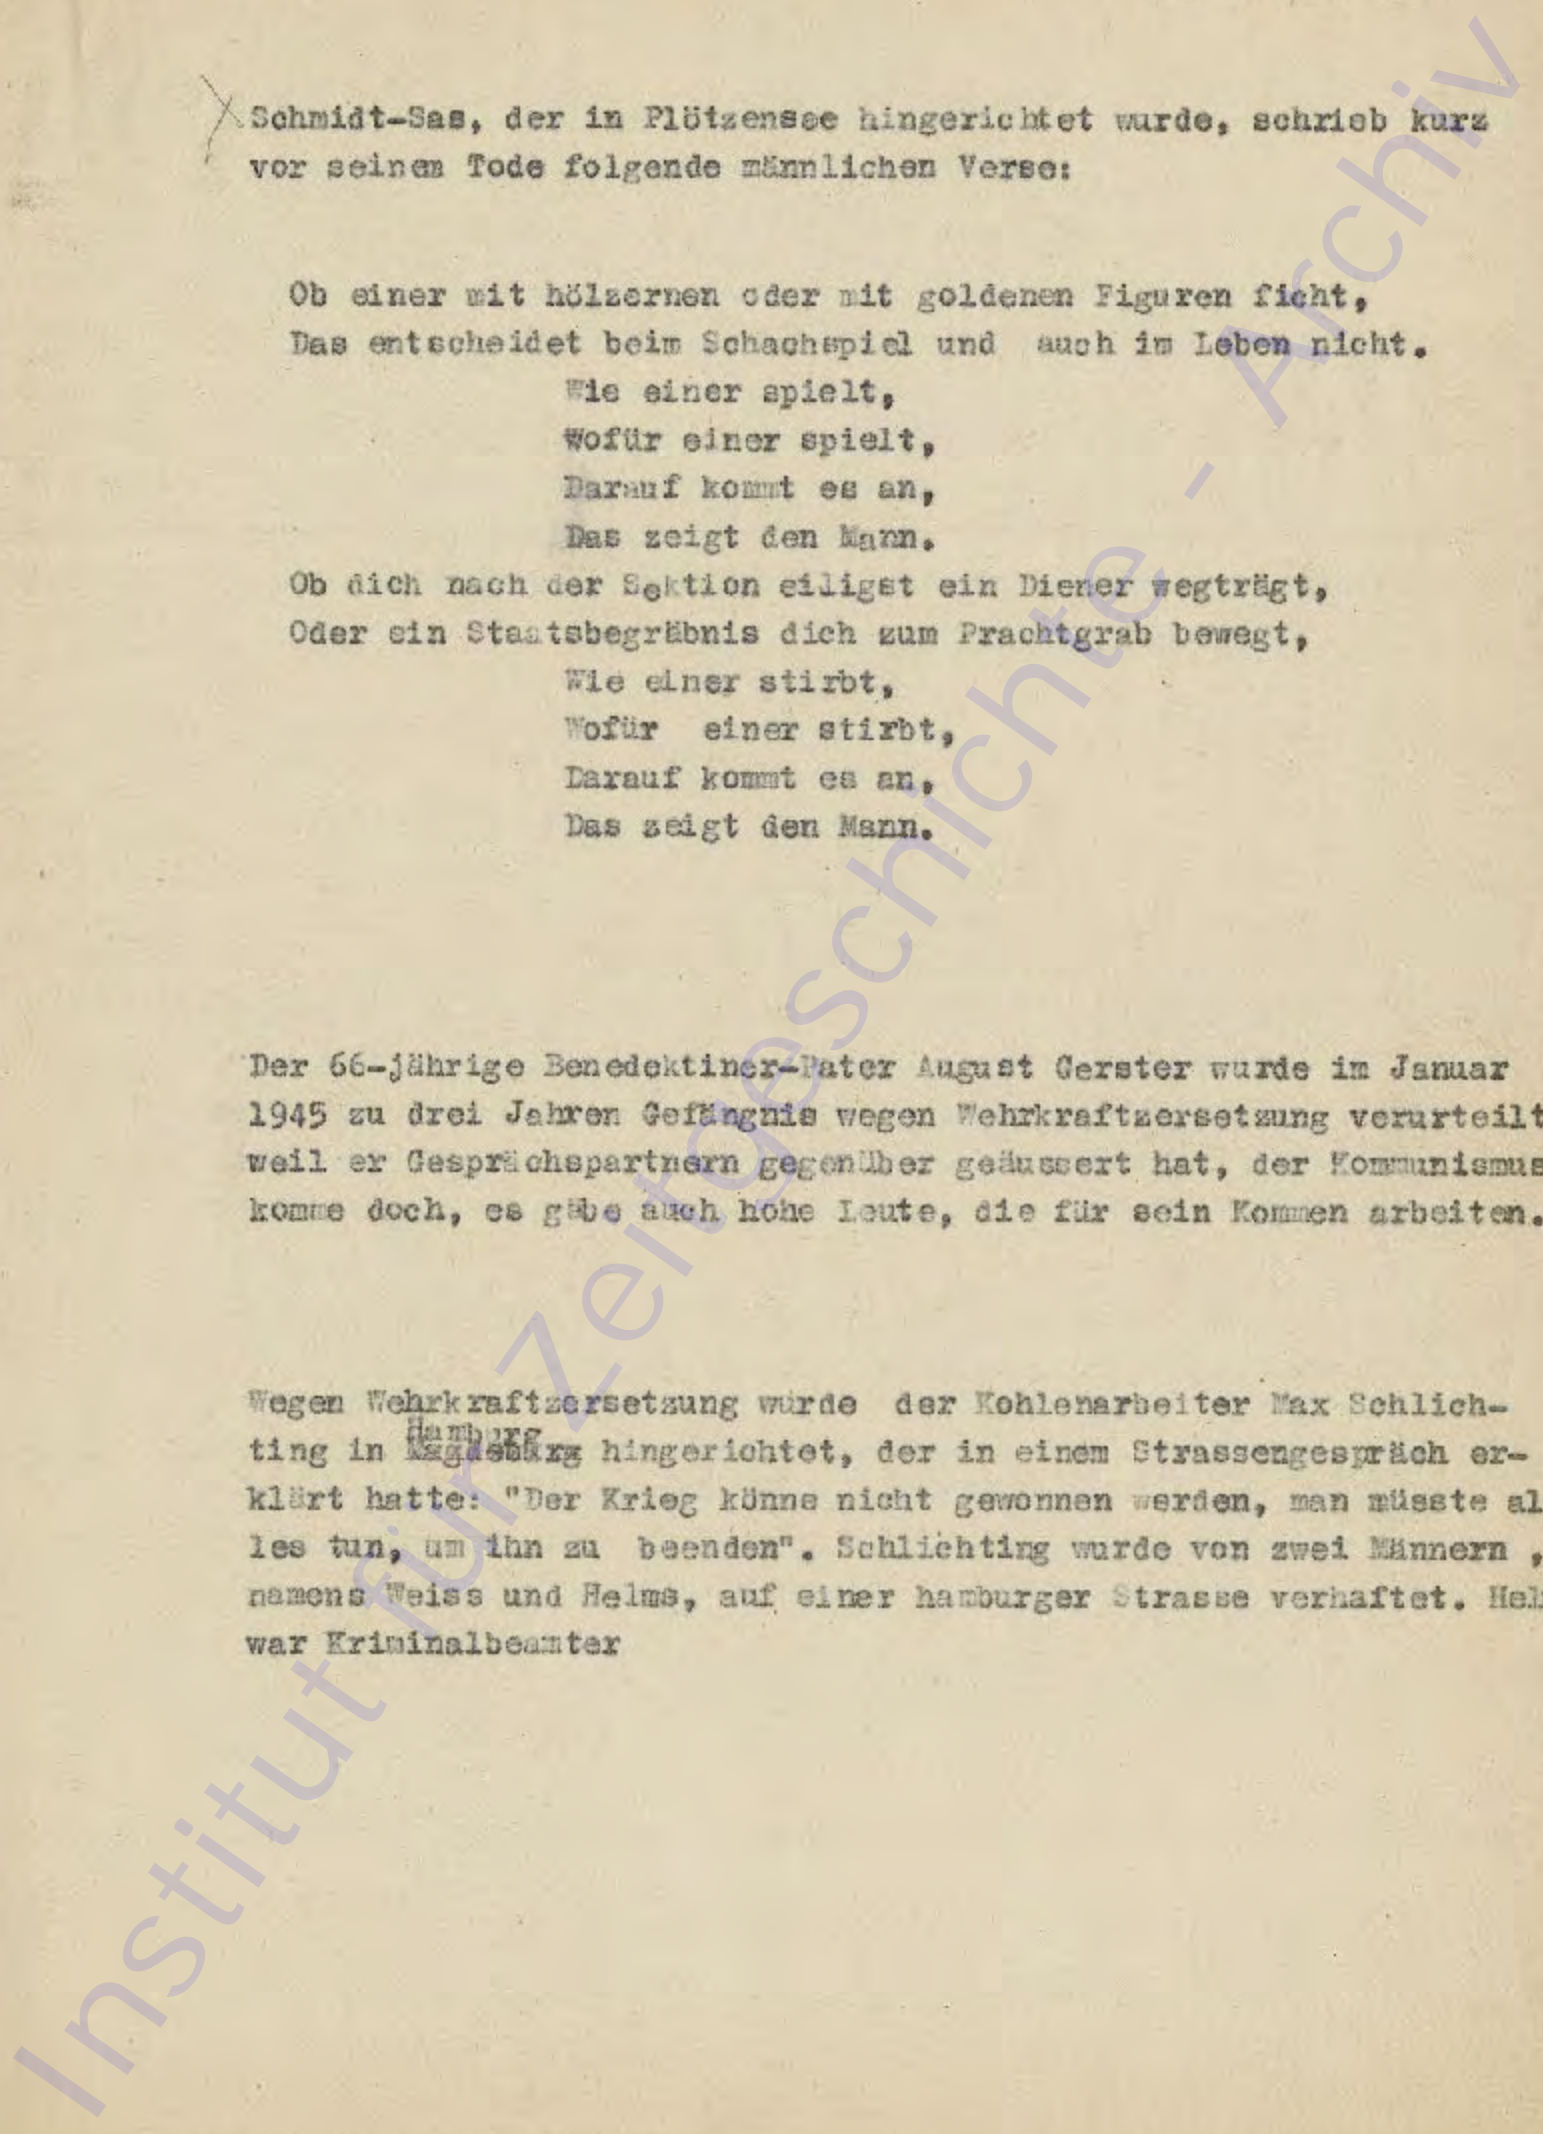 Schmidt-Sas, der in Plötzensee hingerichtet wurde, schrieb kurz
vor seinem Tode folgende männlichen Verse:
Ob einer mit hölzernen oder mit goldenen Figuren ficht,
Das entscheidet beim Schachspiel und auch im Leben nicht.
Wie einer spielt,
Wofür einer spielt,
Darauf kommt es an,
Das zeigt den Mann.
Ob dich nach der Sektion eiligst ein Diener wegträgt,
Oder ein Staatsbegräbnis dich zum Prachtgrab bewegt,
Wie einer stirbt,
Wofür einer stirbt,
Darauf kommt es an,
Das zeigt den Mann.
Der 66-jährige Benedektiner-Pater August Gerster wurde im Januar
1945 zu drei Jahren Gefängnis wegen Wehrkraftzersetzung verurteilt
weil er Gesprächspartnern gegenüber geäussert hat, der Kommunismus
komme doch, es gäbe auch hohe Leute, die für sein Kommen arbeiten.
Wegen Wehrkraftzersetzung wurde der Kohlenarbeiter Max Schlich-
Hamburg
ting in Magdeburg hingerichtet, der in einem Strassengespräch er-
klärt hatte: "Der Krieg könne nicht gewonnen werden, man müsste al
les tun, um ihn zu beenden". Schlichting wurde von zwei Männern ,
namens Weiss und Helms, auf einer hamburger Strasse verhaftet. Hel
war Kriminalbeamter
Institut für Zeitgeschichte - Archiv